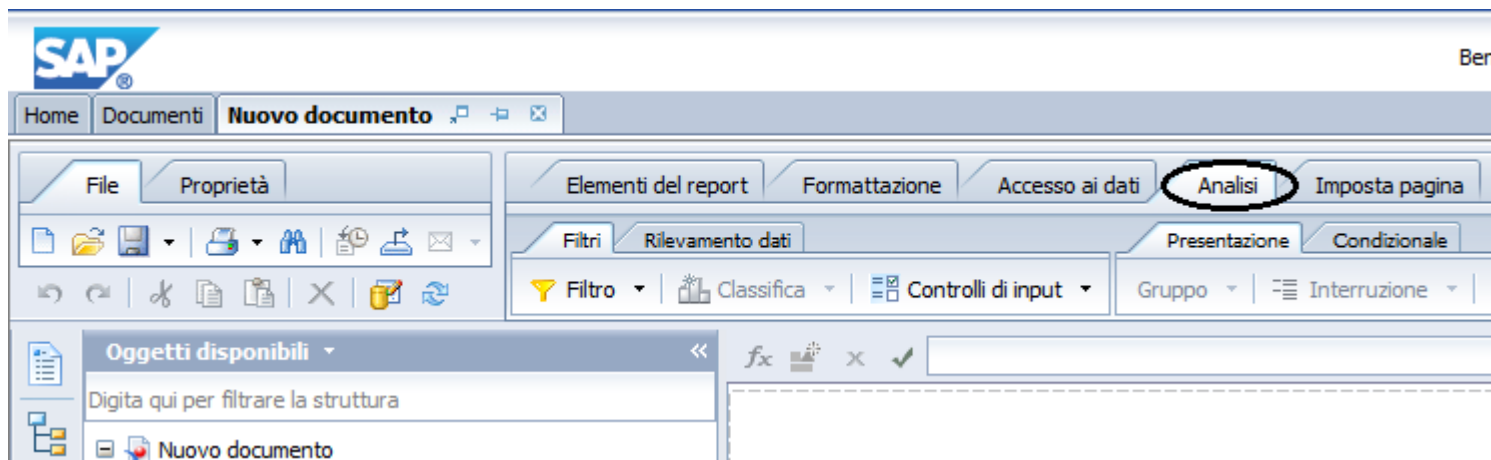 SAP®
Ber
Home Documenti Nuovo documento
File Proprietà
Elementi del report Formattazione Accesso ai dati Analisi Imposta pagina
Filtri Rilevamento dati Presentazione Condizionale
Filtro Classifica Controlli di input Gruppo Interruzione
Oggetti disponibili
fx
Digita qui per filtrare la struttura
Nuovo documento